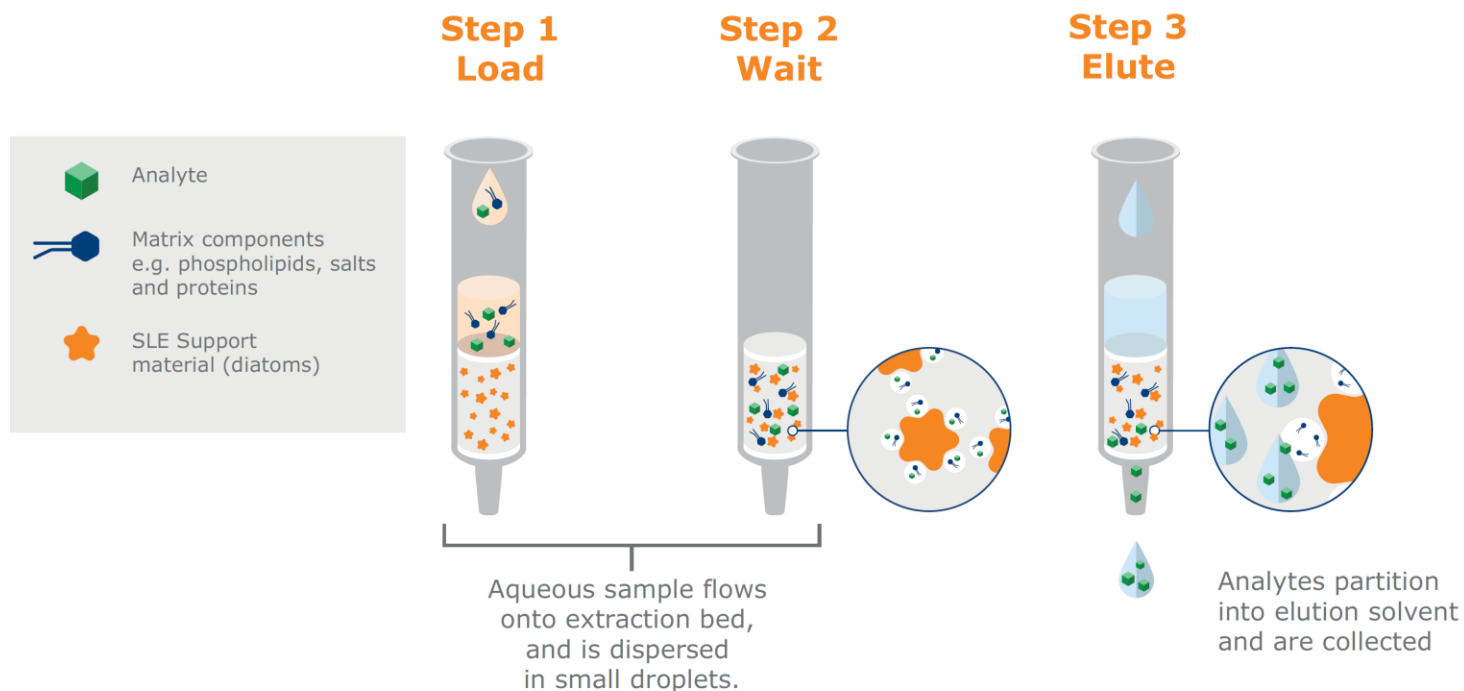 Step 1
Load
Step 2
Wait
Step 3
Elute
Analyte
Matrix components
e.g. phospholipids, salts
and proteins
SLE Support
material (diatoms)
Aqueous sample flows
onto extraction bed,
and is dispersed
in small droplets.
Analytes partition
into elution solvent
and are collected